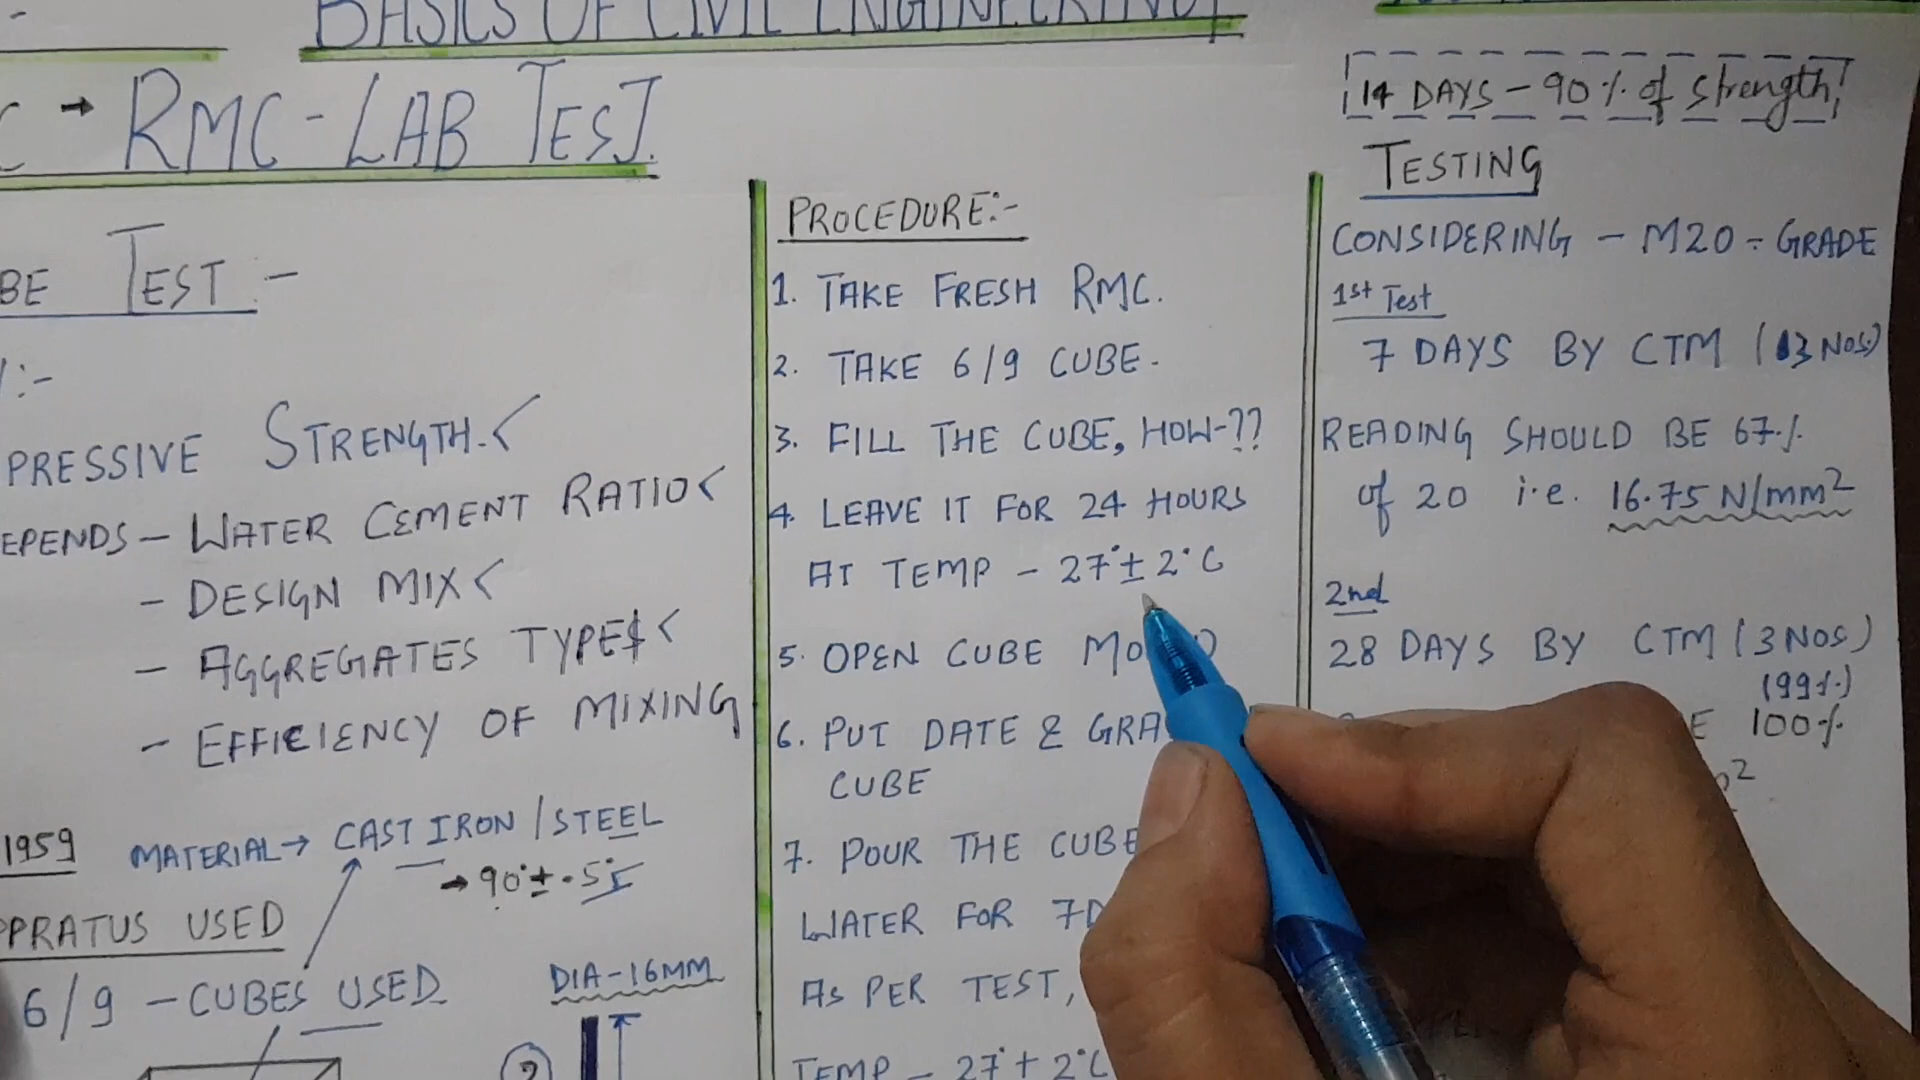 BASICS OF CIVIL ENGINEERING
→ RMC-LAB TEST.
TEST :-
:-
PRESSIVE STRENGTH.
EPENDS - WATER CEMENT RATIO
- DESIGN MIX
- AGGREGATES TYPES
- EFFICIENCY OF MIXING
1959 MATERIAL → CAST IRON / STEEL
→ 90°± .5
PPRATUS USED
6/9 - CUBES USED
DIA-16MM
PROCEDURE:-
1. TAKE FRESH RMC.
2. TAKE 6/9 CUBE.
3. FILL THE CUBE, HOW-??
4. LEAVE IT FOR 24 HOURS
AT TEMP - 27°± 2°C
5. OPEN CUBE
6. PUT DATE &
CUBE
7. POUR THE CUBE
WATER FOR
AS PER TEST,
TEMP - 27°± 2°C
14 DAYS - 90% of Strength
TESTING
CONSIDERING - M20 - GRADE
1st Test
7 DAYS BY CTM (3 NOS.)
READING SHOULD BE 67%
of 20 i.e. 16.75 N/mm²
2nd
28 DAYS BY CTM (3 NOS)
(99%)
100%